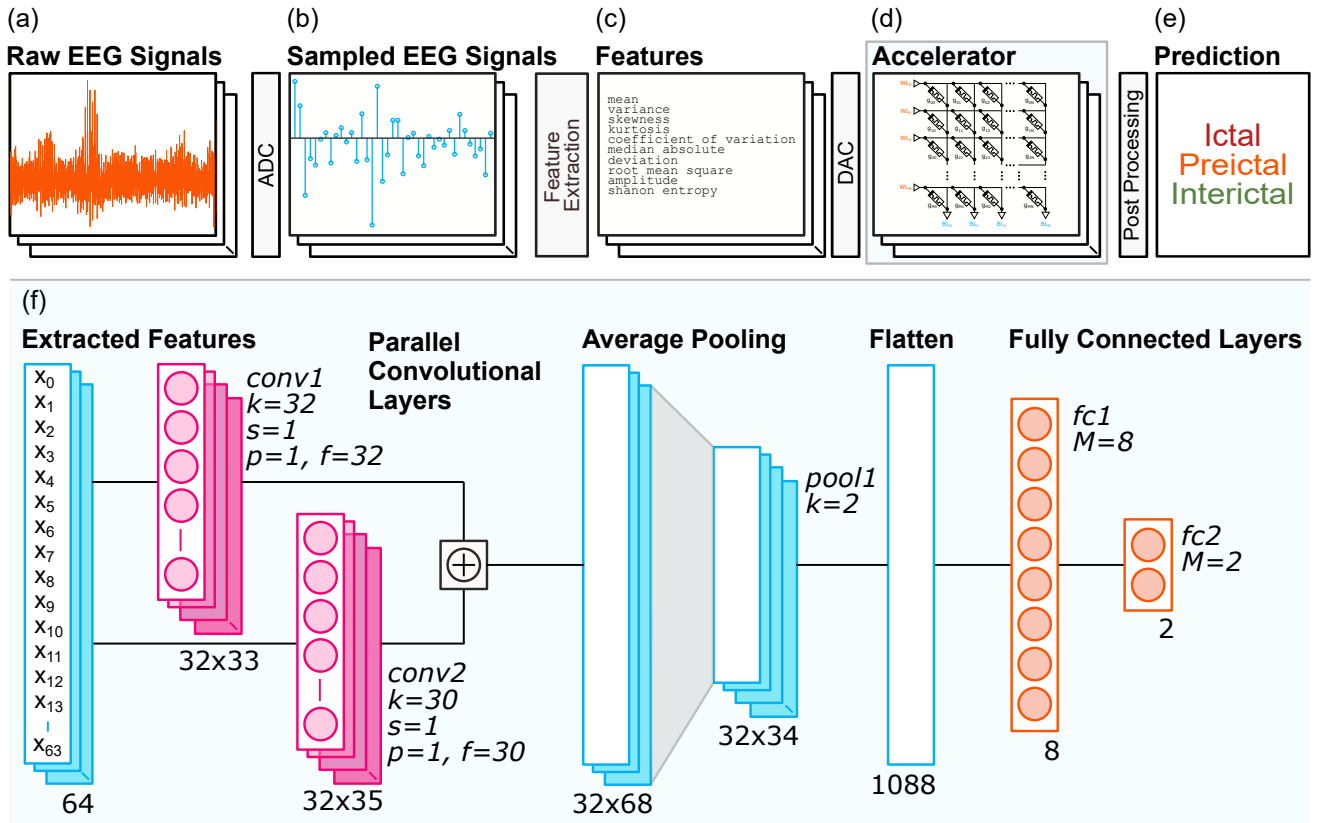 (a)
Raw EEG Signals
ADC
(b)
Sampled EEG Signals
Feature
Extraction
(c)
Features
mean
variance
skewness
kurtosis
coefficient of variation
median absolute
deviation
root mean square
amplitude
shanon entropy
DAC
(d)
Accelerator
Post Processing
(e)
Prediction
Ictal
Preictal
Interictal
(f)
Extracted Features
x0
x1
x2
x3
x4
x5
x6
x7
x8
x9
x10
x11
x12
x13
x63
64
conv1
k=32
s=1
p=1, f=32
32x33
Parallel
Convolutional
Layers
conv2
k=30
s=1
p=1, f=30
32x35
Average Pooling
32x68
pool1
k=2
32x34
Flatten
1088
Fully Connected Layers
fc1
M=8
8
fc2
M=2
2